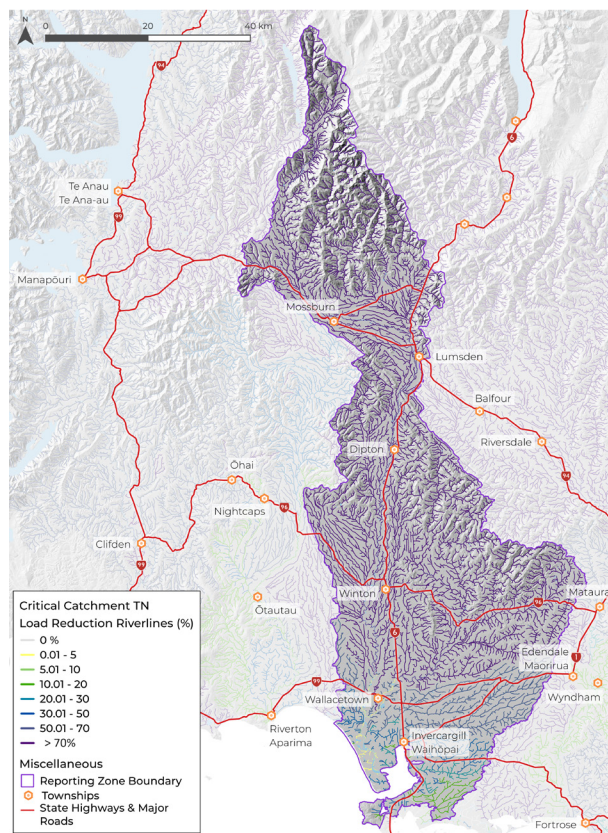 N
0 20 40 km
94
6
Te Anau
Te Ana-au
99
Manapōuri
Mossburn
Lumsden
Balfour
Riversdale
94
Dipton
Ōhai
Nightcaps
96
Clifden
99
Winton
96
Mataura
Ōtautau
6
Edendale
Maorirua
1
Wyndham
99
Wallacetown
Riverton
Aparima
Invercargill
Waihōpai
Fortrose
Critical Catchment TN
Load Reduction Riverlines (%)
0 %
0.01 - 5
5.01 - 10
10.01 - 20
20.01 - 30
30.01 - 50
50.01 - 70
> 70%
Miscellaneous
Reporting Zone Boundary
Townships
State Highways & Major
Roads